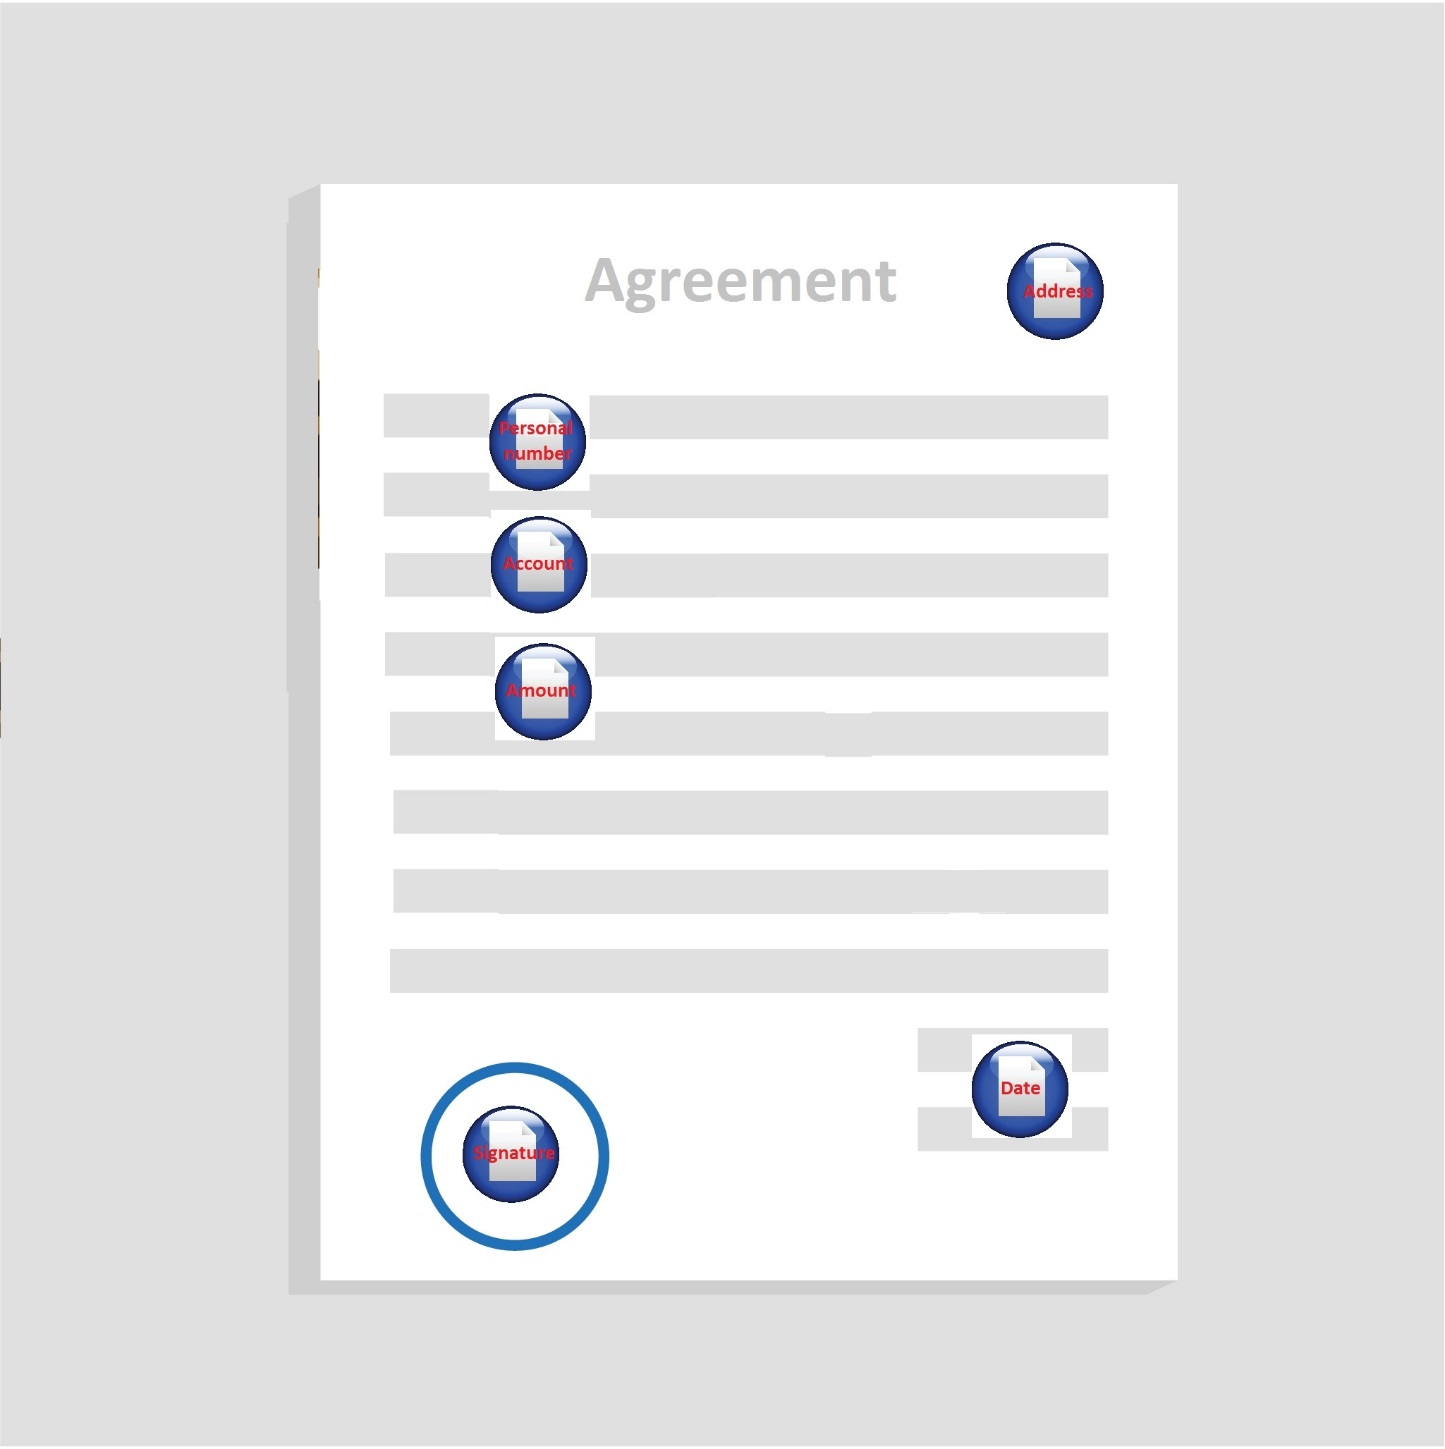 Agreement
Address
Personal
number
Account
Amount
Date
Signature